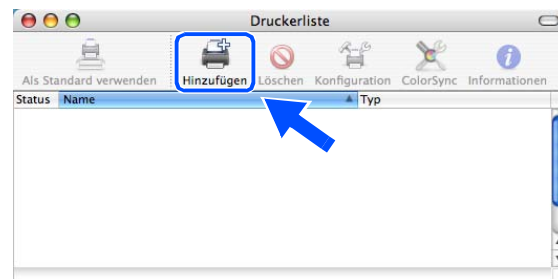 Druckerliste
Als Standard verwenden Hinzufügen Löschen Konfiguration ColorSync Informationen
Status Name Typ